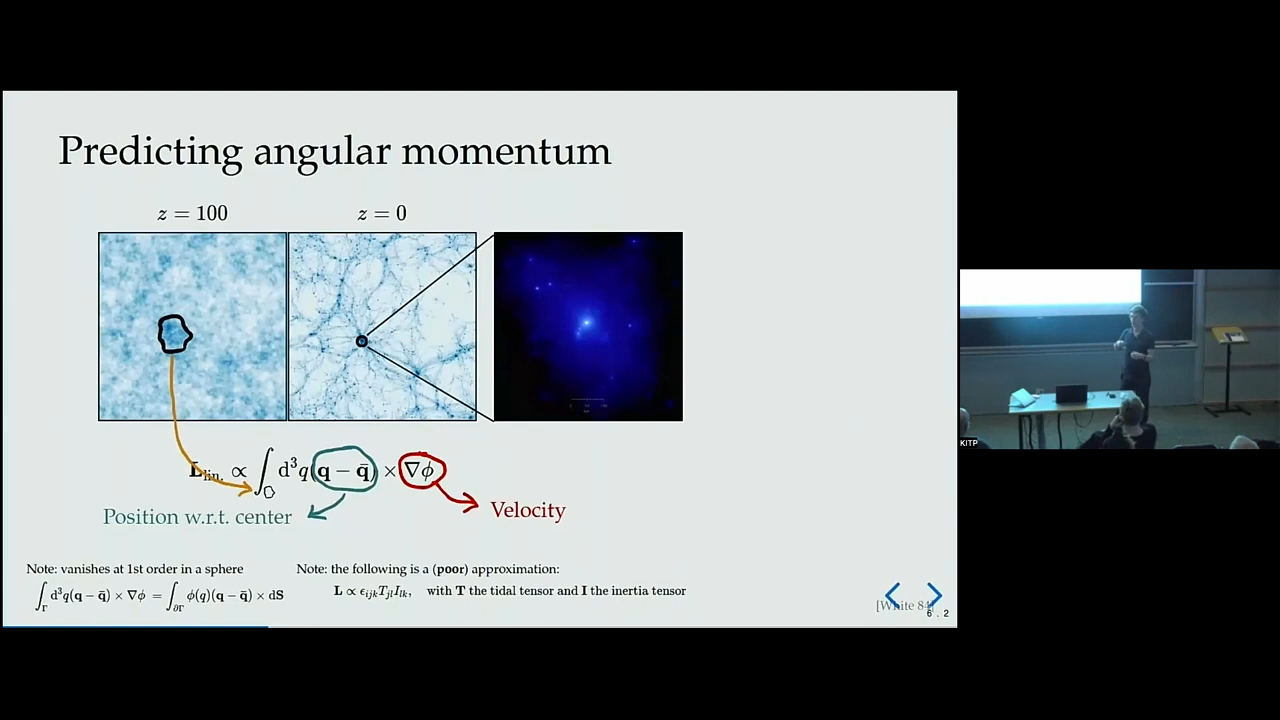 Predicting angular momentum
z = 100
z = 0
L_lin. ∝ ∫ d³q(q − q̄) × ∇ϕ
Position w.r.t. center
Velocity
Note: vanishes at 1st order in a sphere
∫_Γ d³q(q − q̄) × ∇ϕ = ∫_∂Γ ϕ(q)(q − q̄) × dS
Note: the following is a (poor) approximation:
L ∝ ϵ_ijk T_jl I_lk, with T the tidal tensor and I the inertia tensor
[White 84]
6.2
KITP